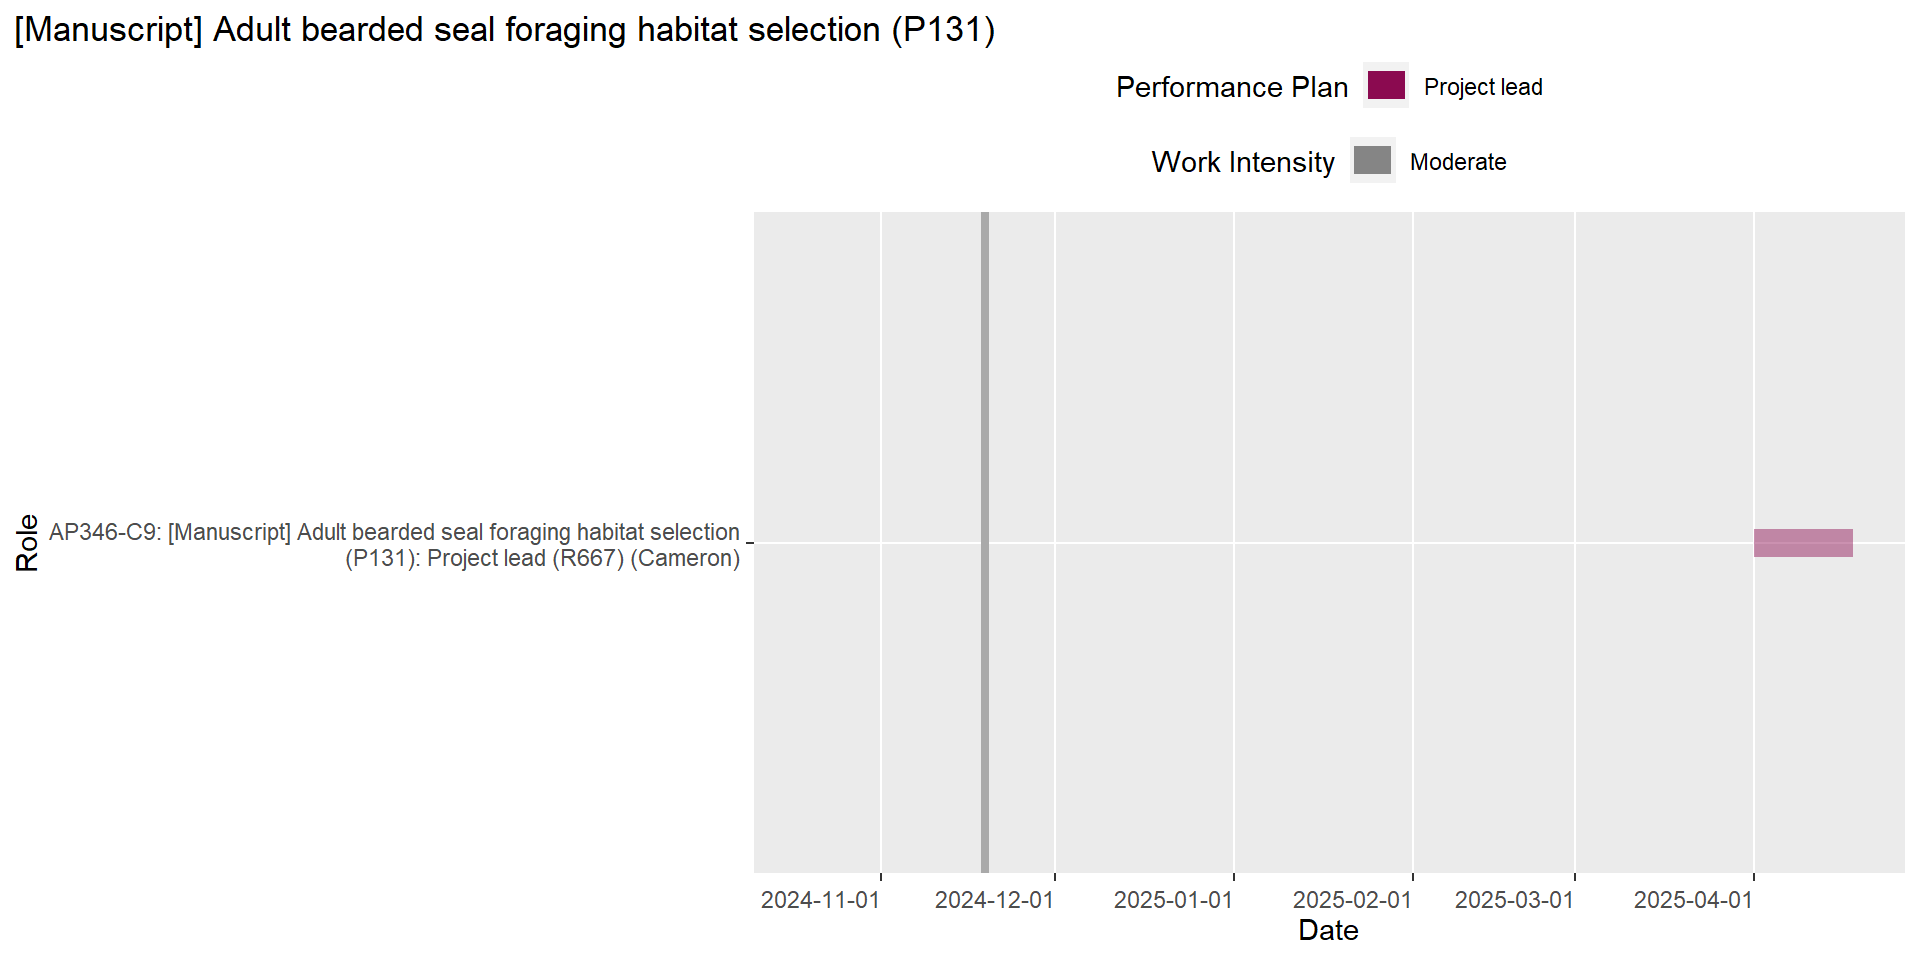 [Manuscript] Adult bearded seal foraging habitat selection (P131)
Performance Plan
Project lead
Work Intensity
Moderate
Role
AP346-C9: [Manuscript] Adult bearded seal foraging habitat selection
(P131): Project lead (R667) (Cameron)
2024-11-01
2024-12-01
2025-01-01
2025-02-01
2025-03-01
2025-04-01
Date